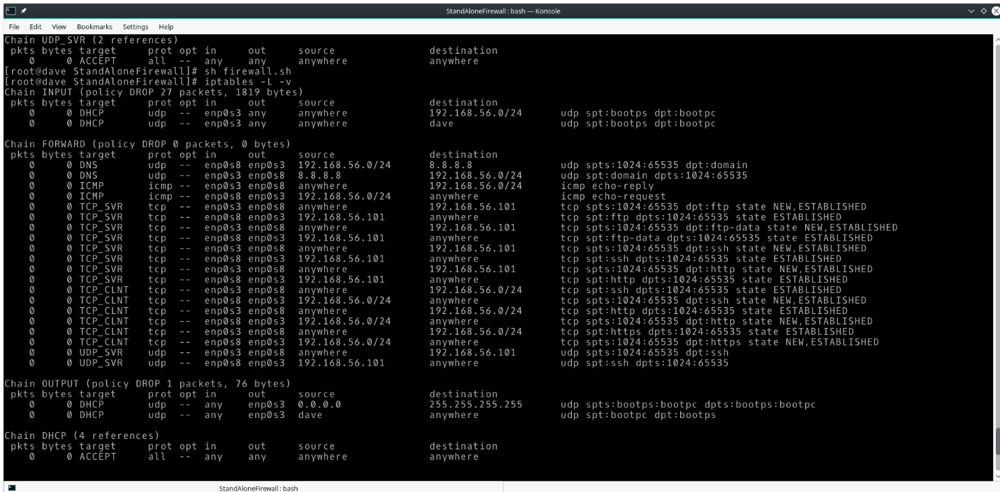 StandAloneFirewall : bash — Konsole
File Edit View Bookmarks Settings Help
Chain UDP_SVR (2 references)
 pkts bytes target     prot opt in     out     source               destination
    0     0 ACCEPT     all  --  any    any     anywhere             anywhere
[root@dave StandAloneFirewall]# sh firewall.sh
[root@dave StandAloneFirewall]# iptables -L -v
Chain INPUT (policy DROP 27 packets, 1819 bytes)
 pkts bytes target     prot opt in     out     source               destination
    0     0 DHCP       udp  --  enp0s3 any     anywhere             192.168.56.0/24      udp spt:bootps dpt:bootpc
    0     0 DHCP       udp  --  enp0s3 any     anywhere             dave                 udp spt:bootps dpt:bootpc
Chain FORWARD (policy DROP 0 packets, 0 bytes)
 pkts bytes target     prot opt in     out     source               destination
    0     0 DNS        udp  --  enp0s8 enp0s3  192.168.56.0/24      8.8.8.8              udp spts:1024:65535 dpt:domain
    0     0 DNS        udp  --  enp0s3 enp0s8  8.8.8.8              192.168.56.0/24      udp spt:domain dpts:1024:65535
    0     0 ICMP       icmp --  enp0s3 enp0s8  anywhere             192.168.56.0/24      icmp echo-reply
    0     0 ICMP       icmp --  enp0s8 enp0s3  192.168.56.0/24      anywhere             icmp echo-request
    0     0 TCP_SVR    tcp  --  enp0s3 enp0s8  anywhere             192.168.56.101       tcp spts:1024:65535 dpt:ftp state NEW,ESTABLISHED
    0     0 TCP_SVR    tcp  --  enp0s8 enp0s3  192.168.56.101       anywhere             tcp spt:ftp dpts:1024:65535 state ESTABLISHED
    0     0 TCP_SVR    tcp  --  enp0s3 enp0s8  anywhere             192.168.56.101       tcp spts:1024:65535 dpt:ftp-data state NEW,ESTABLISHED
    0     0 TCP_SVR    tcp  --  enp0s8 enp0s3  192.168.56.101       anywhere             tcp spt:ftp-data dpts:1024:65535 state ESTABLISHED
    0     0 TCP_SVR    tcp  --  enp0s3 enp0s8  anywhere             192.168.56.101       tcp spts:1024:65535 dpt:ssh state NEW,ESTABLISHED
    0     0 TCP_SVR    tcp  --  enp0s8 enp0s3  192.168.56.101       anywhere             tcp spt:ssh dpts:1024:65535 state ESTABLISHED
    0     0 TCP_SVR    tcp  --  enp0s3 enp0s8  anywhere             192.168.56.101       tcp spts:1024:65535 dpt:http state NEW,ESTABLISHED
    0     0 TCP_SVR    tcp  --  enp0s8 enp0s3  192.168.56.101       anywhere             tcp spt:http dpts:1024:65535 state ESTABLISHED
    0     0 TCP_CLNT   tcp  --  enp0s3 enp0s8  anywhere             192.168.56.0/24      tcp spt:ssh dpts:1024:65535 state ESTABLISHED
    0     0 TCP_CLNT   tcp  --  enp0s8 enp0s3  192.168.56.0/24      anywhere             tcp spts:1024:65535 dpt:ssh state NEW,ESTABLISHED
    0     0 TCP_CLNT   tcp  --  enp0s3 enp0s8  anywhere             192.168.56.0/24      tcp spt:http dpts:1024:65535 state ESTABLISHED
    0     0 TCP_CLNT   tcp  --  enp0s8 enp0s3  192.168.56.0/24      anywhere             tcp spts:1024:65535 dpt:http state NEW,ESTABLISHED
    0     0 TCP_CLNT   tcp  --  enp0s3 enp0s8  anywhere             192.168.56.0/24      tcp spt:https dpts:1024:65535 state ESTABLISHED
    0     0 TCP_CLNT   tcp  --  enp0s8 enp0s3  192.168.56.0/24      anywhere             tcp spts:1024:65535 dpt:https state NEW,ESTABLISHED
    0     0 UDP_SVR    udp  --  enp0s3 enp0s8  anywhere             192.168.56.101       udp spts:1024:65535 dpt:ssh
    0     0 UDP_SVR    udp  --  enp0s8 enp0s3  192.168.56.101       anywhere             udp spt:ssh dpts:1024:65535
Chain OUTPUT (policy DROP 1 packets, 76 bytes)
 pkts bytes target     prot opt in     out     source               destination
    0     0 DHCP       udp  --  any    enp0s3  0.0.0.0              255.255.255.255      udp spts:bootps:bootpc dpts:bootps:bootpc
    0     0 DHCP       udp  --  any    enp0s3  dave                 anywhere             udp spt:bootpc dpt:bootps
Chain DHCP (4 references)
 pkts bytes target     prot opt in     out     source               destination
    0     0 ACCEPT     all  --  any    any     anywhere             anywhere
StandAloneFirewall : bash